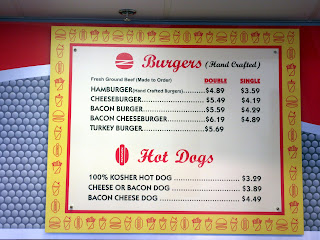 Burgers (Hand Crafted)
Fresh Ground Beef (Made to Order) DOUBLE SINGLE
HAMBURGER(Hand Crafted Burgers)..........$4.89 $3.59
CHEESEBURGER..........$5.49 $4.19
BACON BURGER..........$5.59 $4.29
BACON CHEESEBURGER..........$6.19 $4.89
TURKEY BURGER..........$5.69
Hot Dogs
100% KOSHER HOT DOG ..........$3.29
CHEESE OR BACON DOG ..........$3.89
BACON CHEESE DOG ..........$4.49